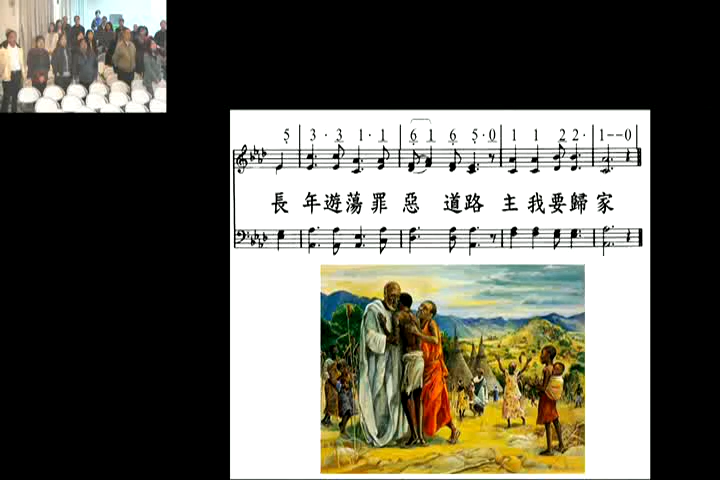 5 3 · 3 1 · 1 6 1 6 5 · 0 1 1 2 2 · 1--0
長 年 遊 蕩 罪 惡 道 路 主 我 要 歸 家